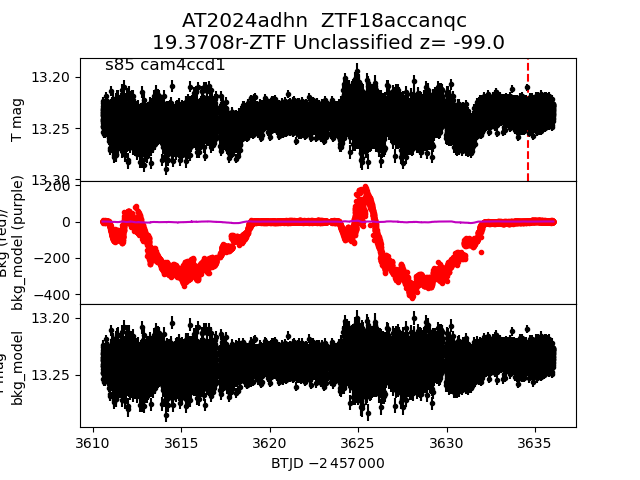 AT2024adhn  ZTF18accanqc
19.3708r-ZTF Unclassified z= -99.0
s85 cam4ccd1
T mag
13.20
13.25
13.30
bkg_model (purple)
200
0
−200
−400
bkg_model
13.20
13.25
3610
3615
3620
3625
3630
3635
BTJD −2 457 000